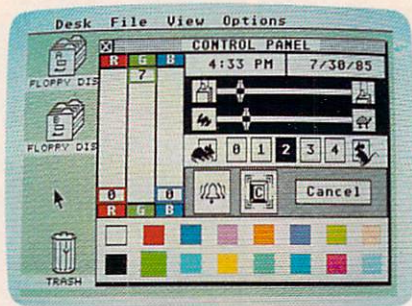 Desk File View Options
CONTROL PANEL
R G B
4:33 PM 7/30/85
7
FLOPPY DIS
0 1 2 3 4
FLOPPY DIS
C Cancel
0 0
R G B
TRASH